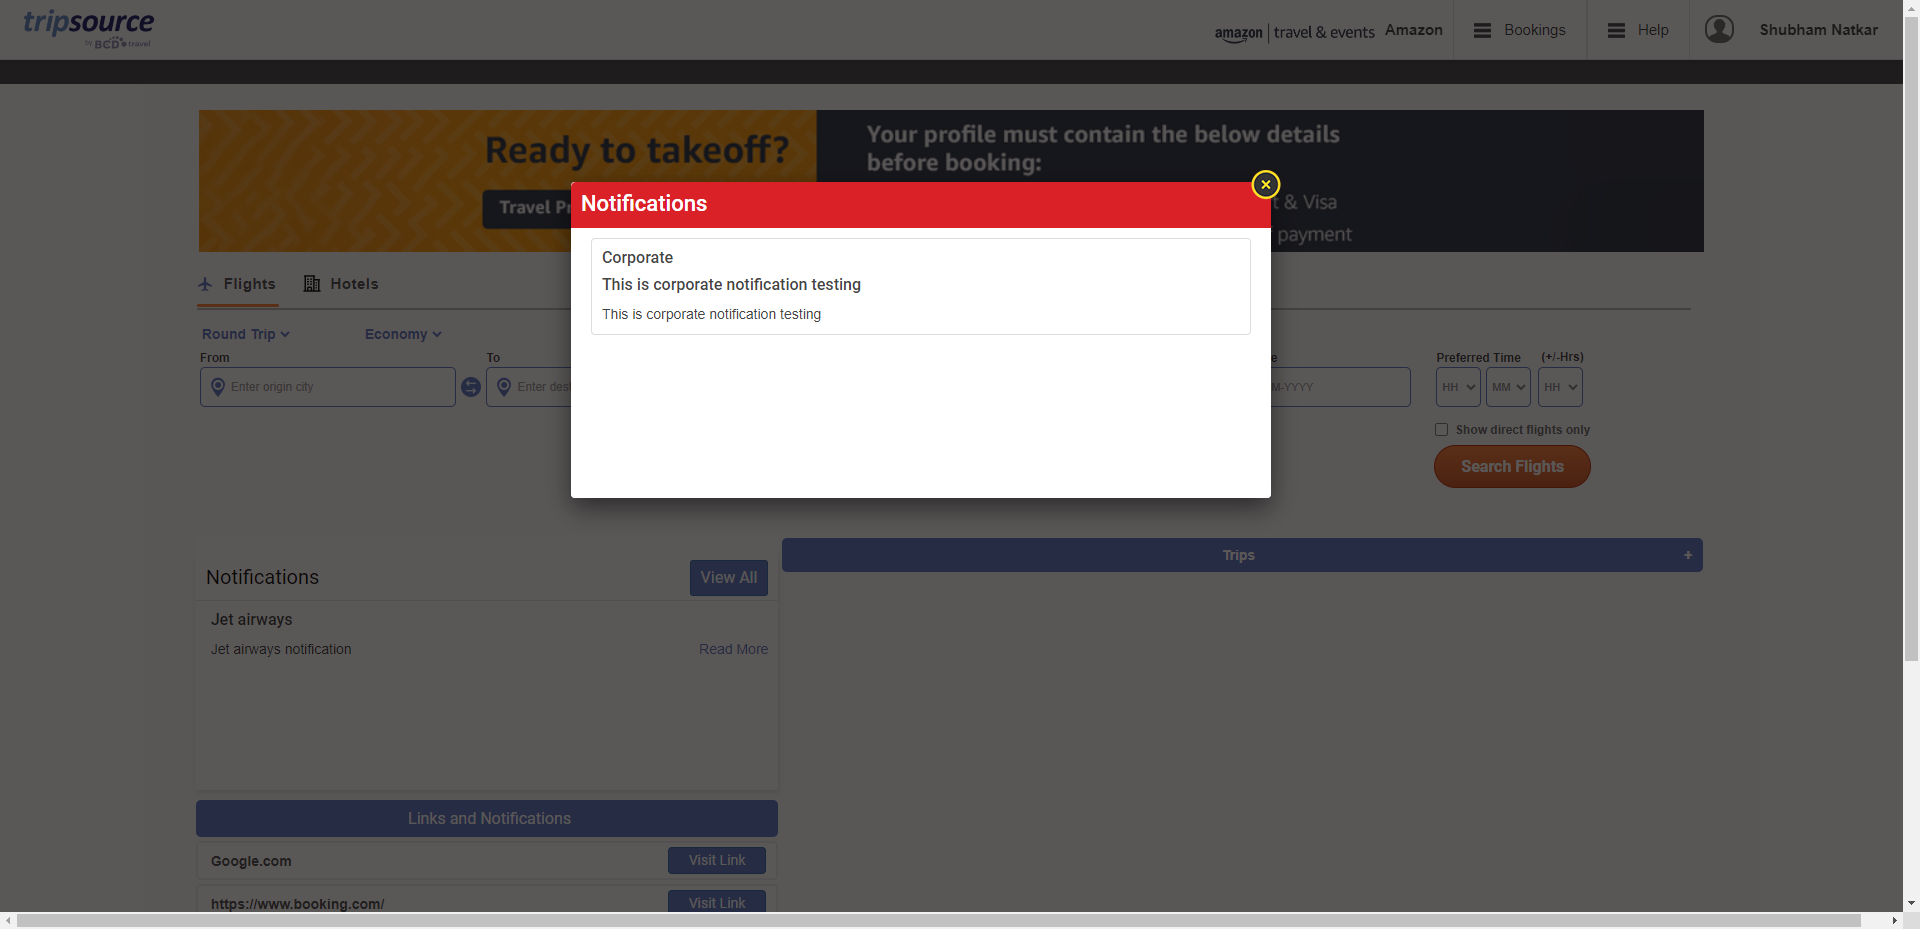 tripsource
by BCD travel
amazon | travel & events Amazon
Bookings
Help
Shubham Natkar
Ready to takeoff?
Your profile must contain the below details
before booking:
Travel Pr
t & Visa
payment
Notifications
Corporate
This is corporate notification testing
This is corporate notification testing
Flights
Hotels
Round Trip
Economy
From
To
e
Preferred Time
(+/-Hrs)
Enter origin city
Enter dest
M-YYYY
HH
MM
HH
Show direct flights only
Search Flights
Notifications
View All
Trips +
Jet airways
Jet airways notification
Read More
Links and Notifications
Google.com
Visit Link
https://www.booking.com/
Visit Link